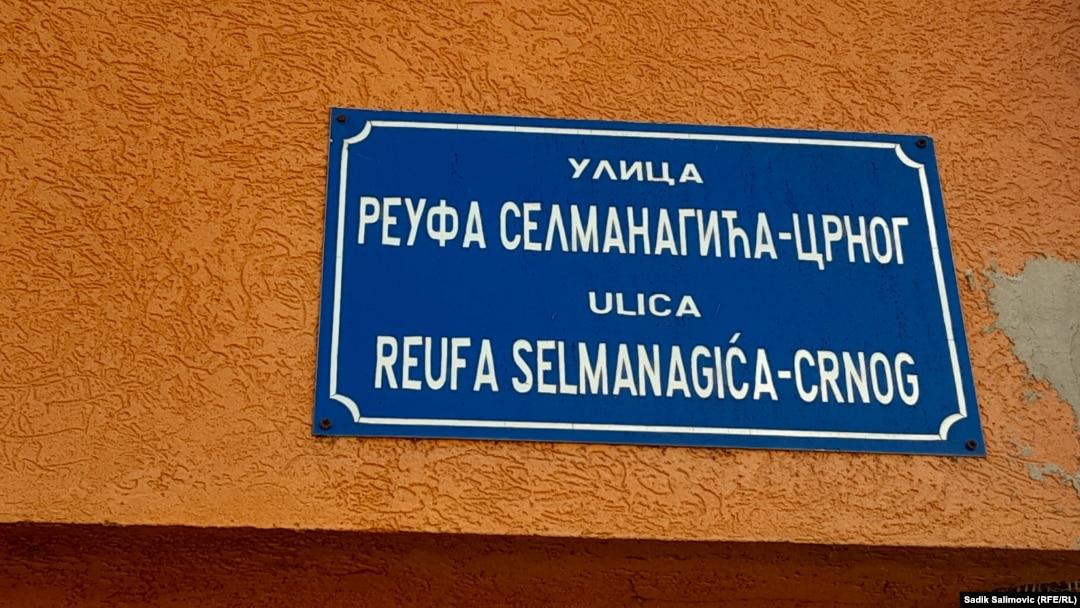 УЛИЦА
РЕУФА СЕЛМАНАГИЋА-ЦРНОГ
ULICA
REUFA SELMANAGIĆA-CRNOG
Sadik Salimovic (RFE/RL)